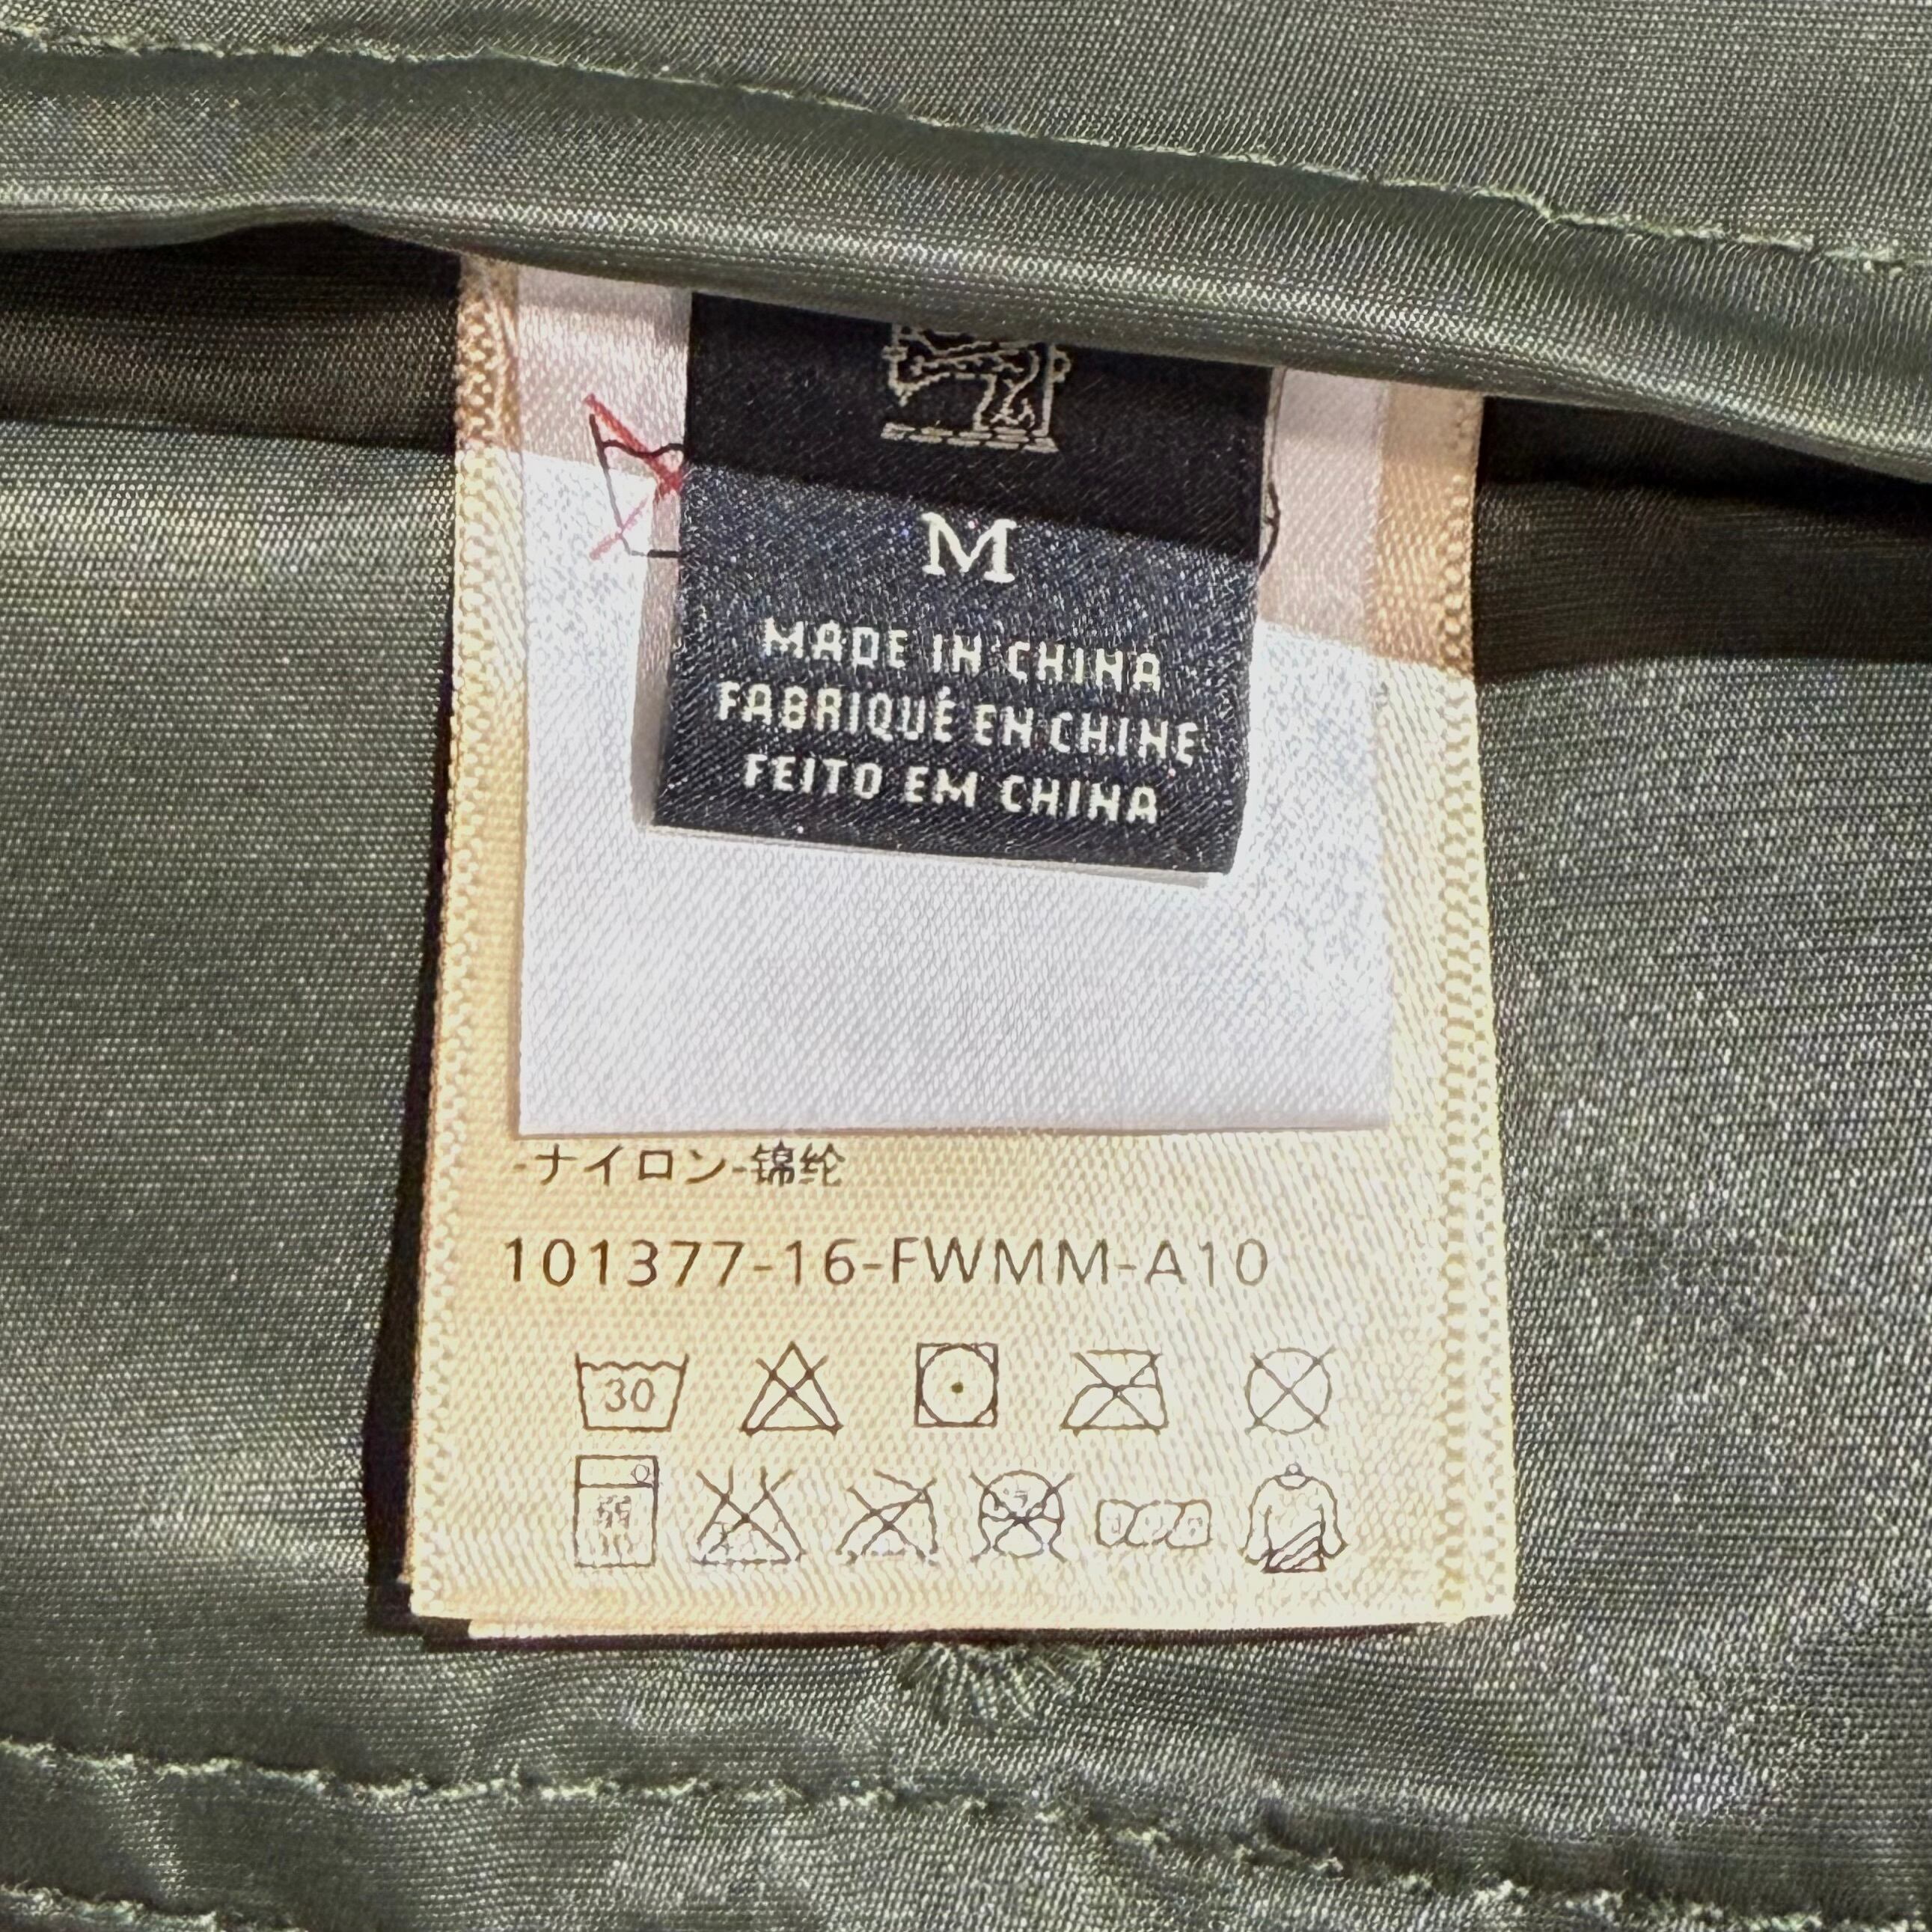 M
MADE IN CHINA
FABRIQUÉ EN CHINE
FEITO EM CHINA
-ナイロン-锦纶
101377-16-FWMM-A10
30